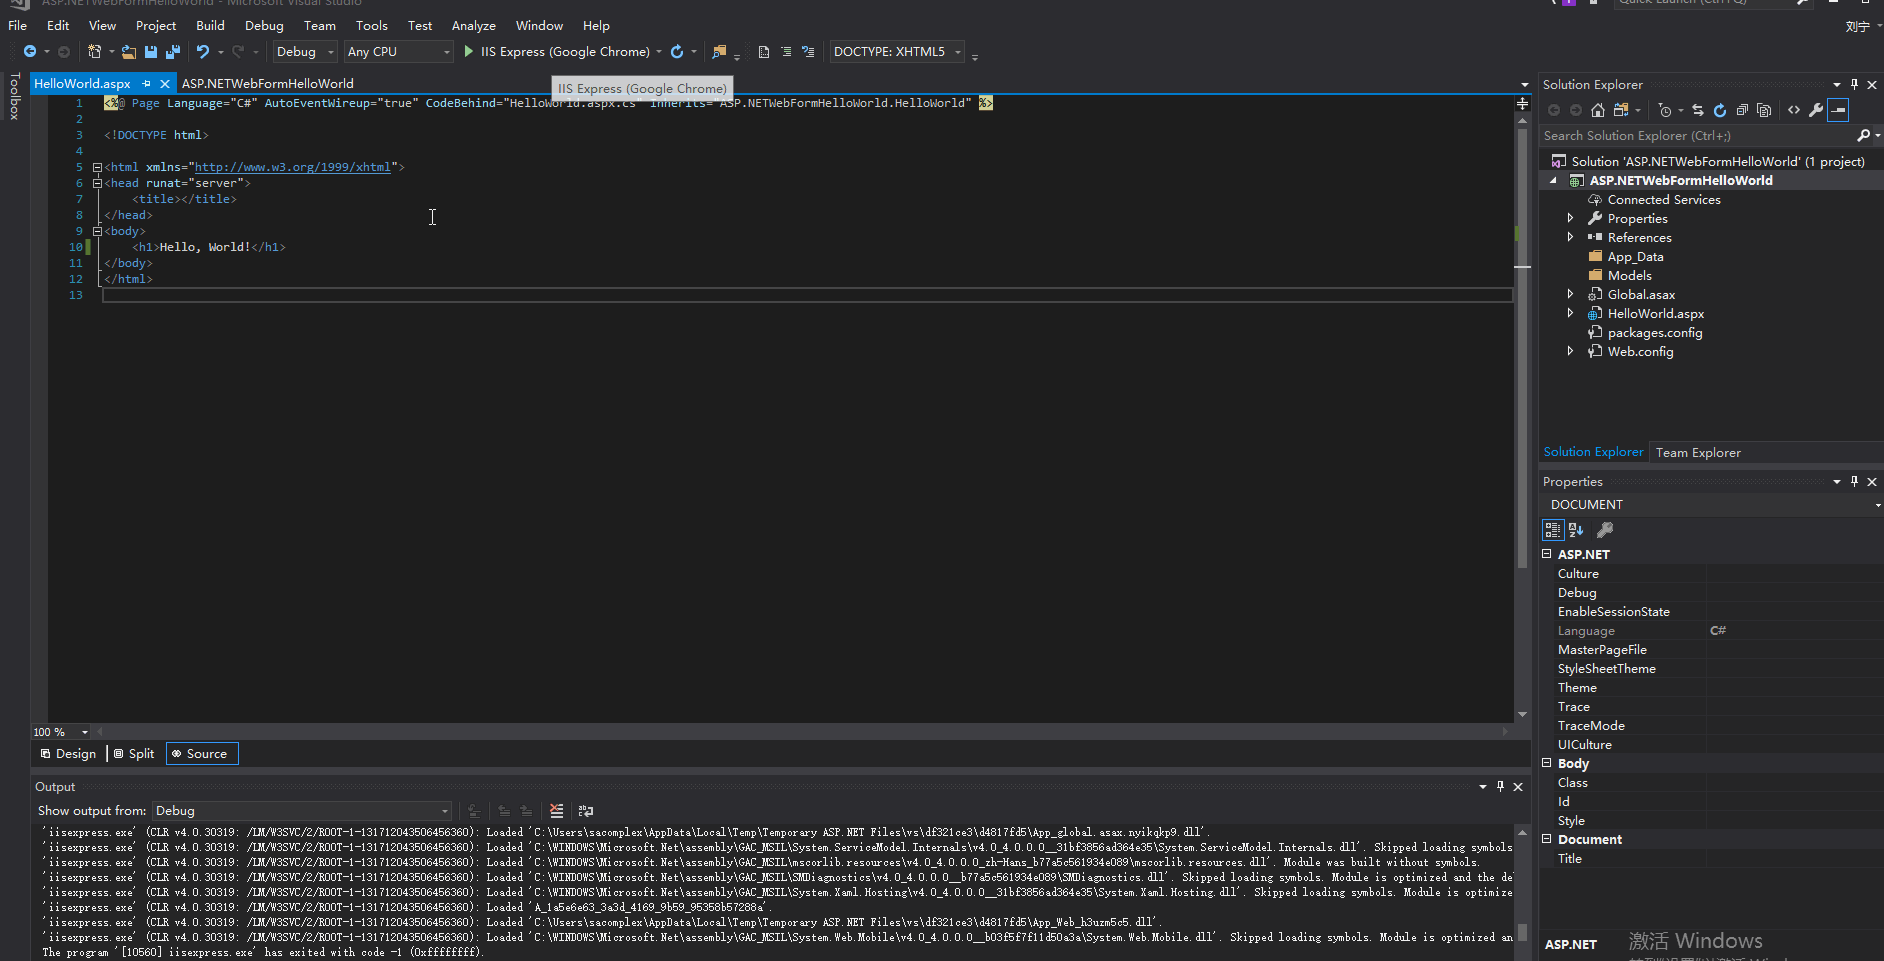 ASP.NETWebFormHelloWorld - Microsoft Visual Studio
Quick Launch (Ctrl+Q)
File Edit View Project Build Debug Team Tools Test Analyze Window Help
刘宁
Debug Any CPU IIS Express (Google Chrome) DOCTYPE: XHTML5
Toolbox
HelloWorld.aspx ASP.NETWebFormHelloWorld
IIS Express (Google Chrome)
1 <%@ Page Language="C#" AutoEventWireup="true" CodeBehind="HelloWorld.aspx.cs" Inherits="ASP.NETWebFormHelloWorld.HelloWorld" %>
2
3 <!DOCTYPE html>
4
5 <html xmlns="http://www.w3.org/1999/xhtml">
6 <head runat="server">
7 <title></title>
8 </head>
9 <body>
10 <h1>Hello, World!</h1>
11 </body>
12 </html>
13
100 %
Design Split Source
Output
Show output from: Debug
'iisexpress.exe' (CLR v4.0.30319: /LM/W3SVC/2/ROOT-1-131712043506456360): Loaded 'C:\Users\sacomplex\AppData\Local\Temp\Temporary ASP.NET Files\vs\df321ce3\d4817fd5\App_global.asax.nyikqkp9.dll'.
'iisexpress.exe' (CLR v4.0.30319: /LM/W3SVC/2/ROOT-1-131712043506456360): Loaded 'C:\WINDOWS\Microsoft.Net\assembly\GAC_MSIL\System.ServiceModel.Internals\v4.0_4.0.0.0__31bf3856ad364e35\System.ServiceModel.Internals.dll'. Skipped loading symbols
'iisexpress.exe' (CLR v4.0.30319: /LM/W3SVC/2/ROOT-1-131712043506456360): Loaded 'C:\WINDOWS\Microsoft.Net\assembly\GAC_MSIL\mscorlib.resources\v4.0_4.0.0.0_zh-Hans_b77a5c561934e089\mscorlib.resources.dll'. Module was built without symbols.
'iisexpress.exe' (CLR v4.0.30319: /LM/W3SVC/2/ROOT-1-131712043506456360): Loaded 'C:\WINDOWS\Microsoft.Net\assembly\GAC_MSIL\SMDiagnostics\v4.0_4.0.0.0__b77a5c561934e089\SMDiagnostics.dll'. Skipped loading symbols. Module is optimized and the de
'iisexpress.exe' (CLR v4.0.30319: /LM/W3SVC/2/ROOT-1-131712043506456360): Loaded 'C:\WINDOWS\Microsoft.Net\assembly\GAC_MSIL\System.Xaml.Hosting\v4.0_4.0.0.0__31bf3856ad364e35\System.Xaml.Hosting.dll'. Skipped loading symbols. Module is optimize
'iisexpress.exe' (CLR v4.0.30319: /LM/W3SVC/2/ROOT-1-131712043506456360): Loaded 'A_1a5e6e63_3a3d_4169_9b59_95358b57288a'
'iisexpress.exe' (CLR v4.0.30319: /LM/W3SVC/2/ROOT-1-131712043506456360): Loaded 'C:\Users\sacomplex\AppData\Local\Temp\Temporary ASP.NET Files\vs\df321ce3\d4817fd5\App_Web_h3uzm5c5.dll'.
'iisexpress.exe' (CLR v4.0.30319: /LM/W3SVC/2/ROOT-1-131712043506456360): Loaded 'C:\WINDOWS\Microsoft.Net\assembly\GAC_MSIL\System.Web.Mobile\v4.0_4.0.0.0__b03f5f7f11d50a3a\System.Web.Mobile.dll'. Skipped loading symbols. Module is optimized an
The program '[10560] iisexpress.exe' has exited with code -1 (0xffffffff).
Solution Explorer
Search Solution Explorer (Ctrl+;)
Solution 'ASP.NETWebFormHelloWorld' (1 project)
ASP.NETWebFormHelloWorld
Connected Services
Properties
References
App_Data
Models
Global.asax
HelloWorld.aspx
packages.config
Web.config
Solution Explorer Team Explorer
Properties
DOCUMENT
ASP.NET
Culture
Debug
EnableSessionState
Language C#
MasterPageFile
StyleSheetTheme
Theme
Trace
TraceMode
UICulture
Body
Class
Id
Style
Document
Title
ASP.NET
激活 Windows